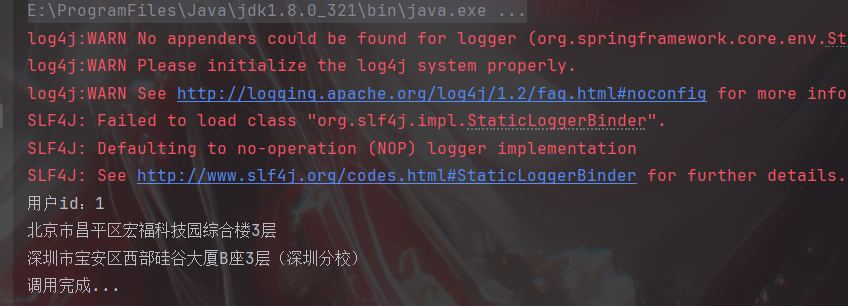 E:\ProgramFiles\Java\jdk1.8.0_321\bin\java.exe ...
log4j:WARN No appenders could be found for logger (org.springframework.core.env.St
log4j:WARN Please initialize the log4j system properly.
log4j:WARN See http://logging.apache.org/log4j/1.2/faq.html#noconfig for more info
SLF4J: Failed to load class "org.slf4j.impl.StaticLoggerBinder".
SLF4J: Defaulting to no-operation (NOP) logger implementation
SLF4J: See http://www.slf4j.org/codes.html#StaticLoggerBinder for further details.
用户id：1
北京市昌平区宏福科技园综合楼3层
深圳市宝安区西部硅谷大厦B座3层（深圳分校）
调用完成...